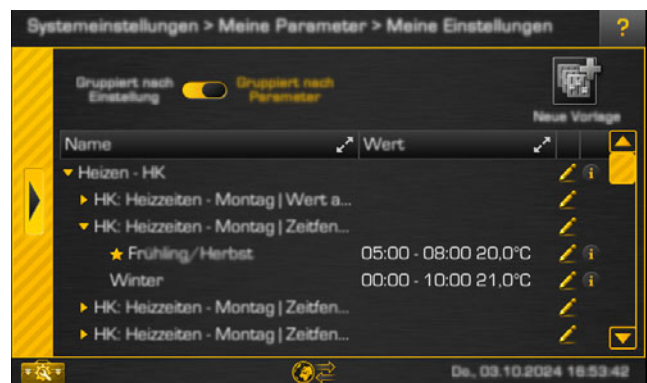 Systemeinstellungen > Meine Parameter > Meine Einstellungen ?
Gruppiert nach
Einstellung
Gruppiert nach
Parameter
Neue Vorlage
Name Wert
Heizen - HK
HK: Heizzeiten - Montag | Wert a...
HK: Heizzeiten - Montag | Zeitfen...
Frühling/Herbst 05:00 - 08:00 20,0°C
Winter 00:00 - 10:00 21,0°C
HK: Heizzeiten - Montag | Zeitfen...
HK: Heizzeiten - Montag | Zeitfen...
Do., 03.10.2024 16:53:42